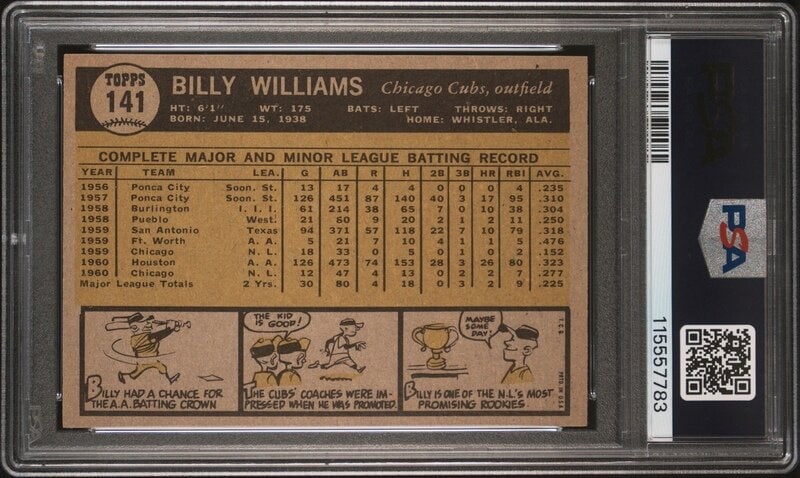 TOPPS
141
BILLY WILLIAMS Chicago Cubs, outfield
HT: 6'1" WT: 175 BATS: LEFT THROWS: RIGHT
BORN: JUNE 15, 1938 HOME: WHISTLER, ALA.
COMPLETE MAJOR AND MINOR LEAGUE BATTING RECORD
YEAR TEAM LEA. G AB R H 2B 3B HR RBI AVG.
1956 Ponca City Soon. St. 13 17 4 4 0 0 0 4 .235
1957 Ponca City Soon. St. 126 451 87 140 40 3 17 95 .310
1958 Burlington I. I. I. 61 214 38 65 7 0 10 38 .304
1958 Pueblo West. 21 60 9 20 2 1 2 11 .250
1959 San Antonio Texas 94 371 57 118 22 7 10 79 .318
1959 Ft. Worth A. A. 5 21 7 10 4 1 1 5 .476
1959 Chicago N. L. 18 33 0 5 0 1 0 2 .152
1960 Houston A. A. 126 473 74 153 28 3 26 80 .323
1960 Chicago N. L. 12 47 4 13 0 2 2 7 .277
Major League Totals 2 Yrs. 30 80 4 18 0 3 2 9 .225
BILLY HAD A CHANCE FOR
THE A.A. BATTING CROWN
THE KID
IS GOOD!
THE CUBS' COACHES WERE IM-
PRESSED WHEN HE WAS PROMOTED.
MAYBE
SOME
DAY!
BILLY IS ONE OF THE N.L'S MOST
PROMISING ROOKIES.
T.C.G. PRTD IN U.S.A.
PSA
115557783